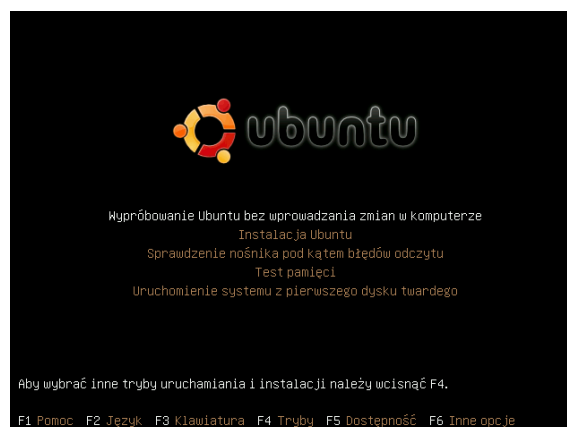 ubuntu
Wypróbowanie Ubuntu bez wprowadzania zmian w komputerze
Instalacja Ubuntu
Sprawdzenie nośnika pod kątem błędów odczytu
Test pamięci
Uruchomienie systemu z pierwszego dysku twardego
Aby wybrać inne tryby uruchamiania i instalacji należy wcisnąć F4.
F1 Pomoc F2 Język F3 Klawiatura F4 Tryby F5 Dostępność F6 Inne opcje